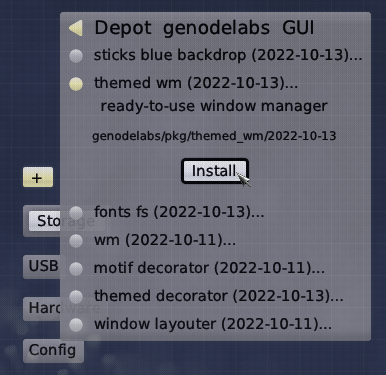 Depot genodelabs GUI
sticks blue backdrop (2022-10-13)...
themed wm (2022-10-13)...
ready-to-use window manager
genodelabs/pkg/themed_wm/2022-10-13
+
Install
Storage
fonts fs (2022-10-13)...
wm (2022-10-11)...
USB
motif decorator (2022-10-11)...
themed decorator (2022-10-13)...
Hardware
window layouter (2022-10-11)...
Config